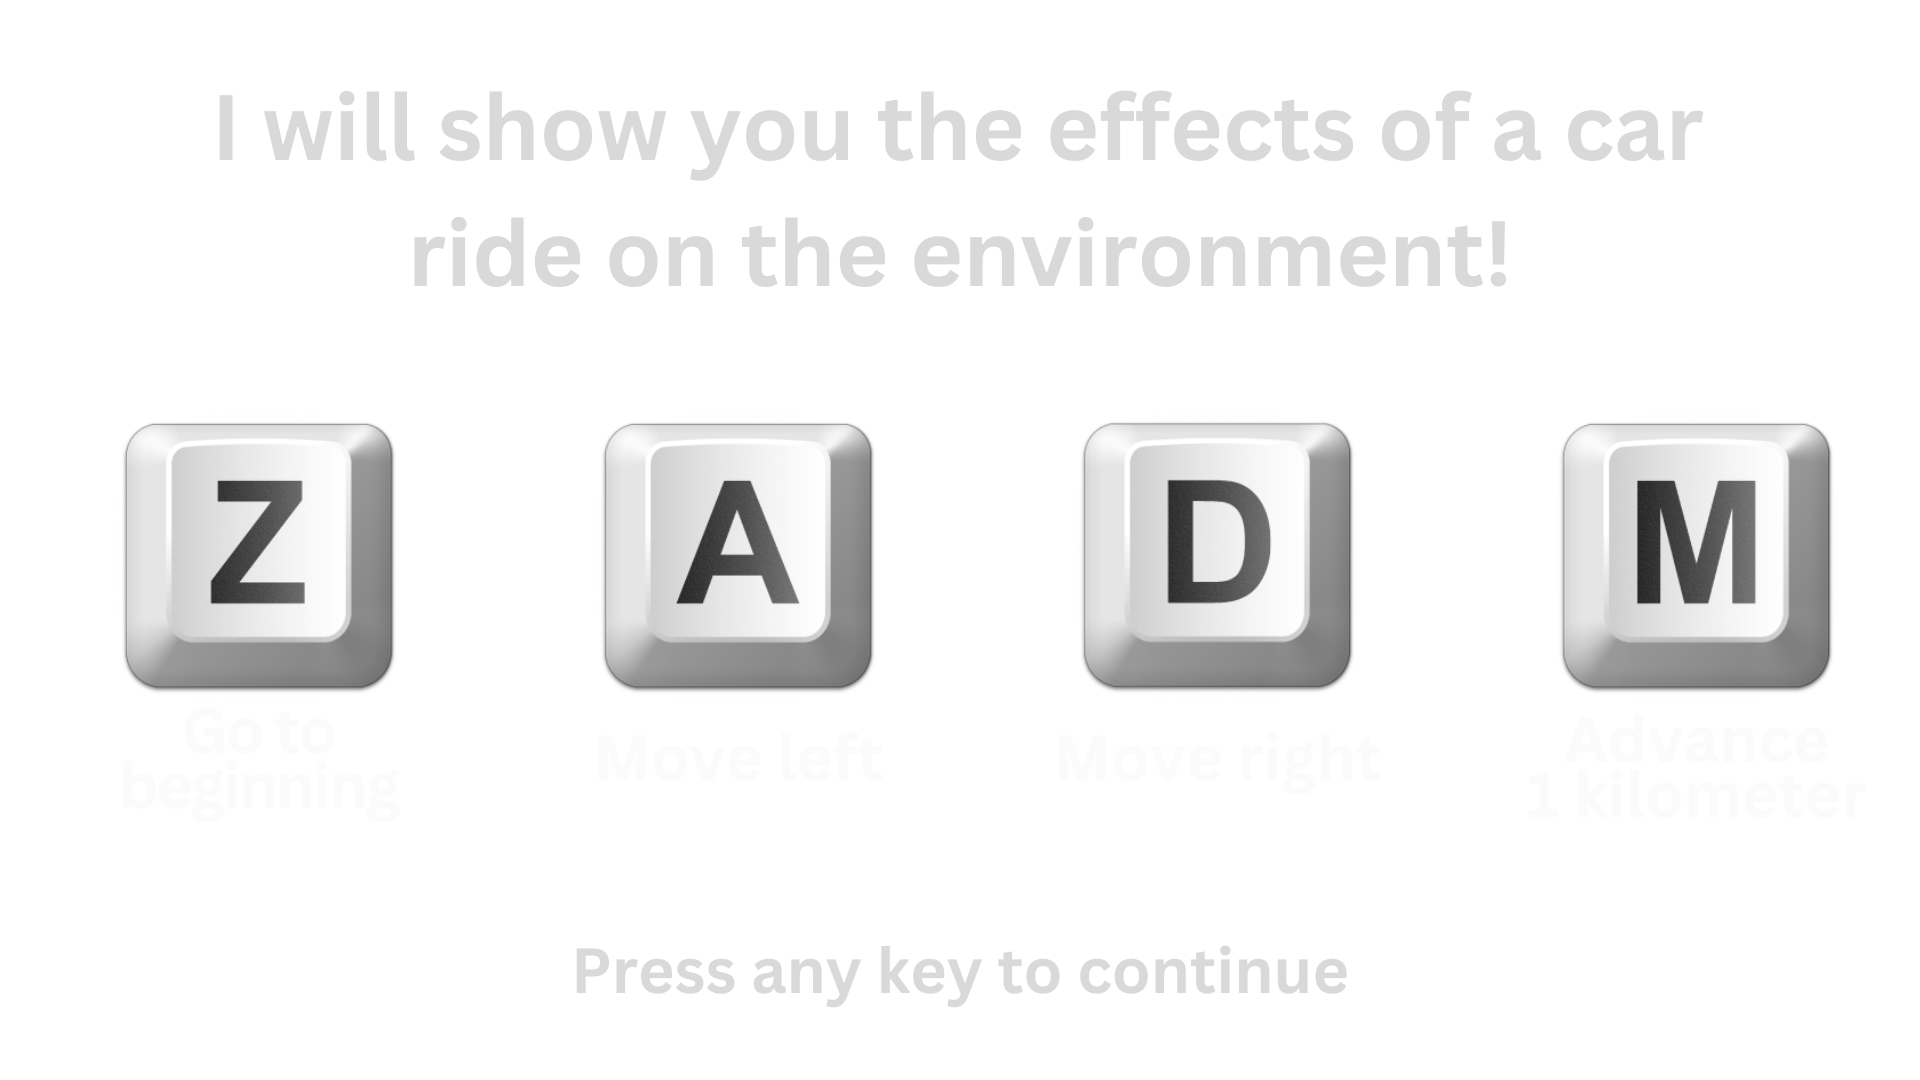 I will show you the effects of a car
ride on the environment!
Z A D M
Go to
beginning
Move left
Move right
Advance
1 kilometer
Press any key to continue